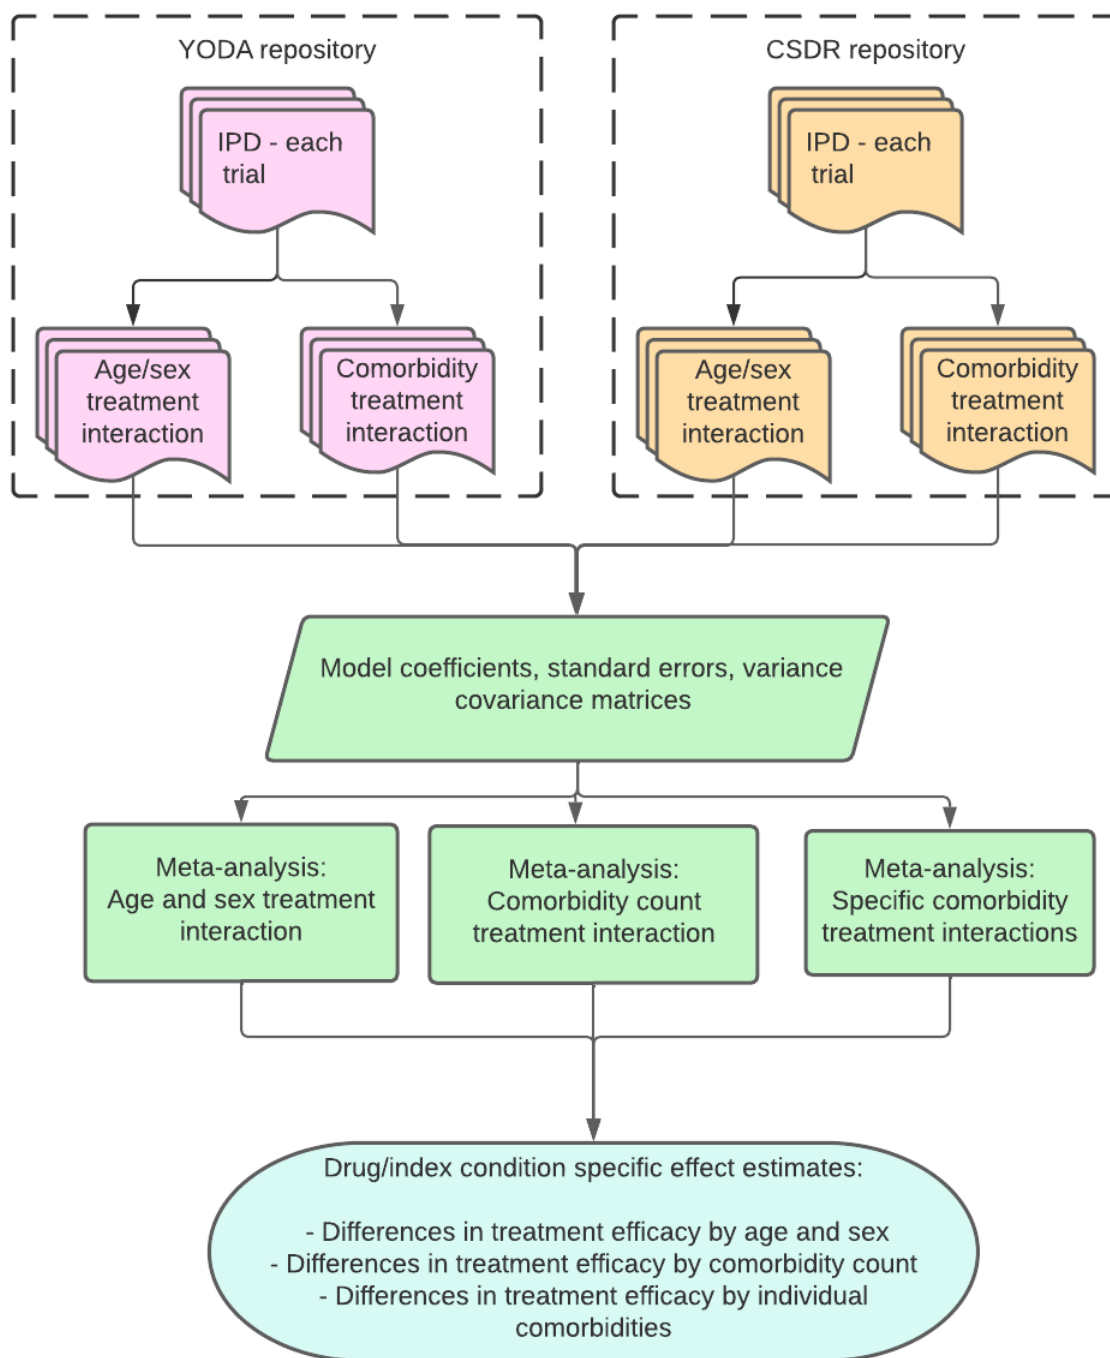 YODA repository
CSDR repository
IPD - each
trial
IPD - each
trial
Age/sex
treatment
interaction
Comorbidity
treatment
interaction
Age/sex
treatment
interaction
Comorbidity
treatment
interaction
Model coefficients, standard errors, variance
covariance matrices
Meta-analysis:
Age and sex treatment
interaction
Meta-analysis:
Comorbidity count
treatment interaction
Meta-analysis:
Specific comorbidity
treatment interactions
Drug/index condition specific effect estimates:
- Differences in treatment efficacy by age and sex
- Differences in treatment efficacy by comorbidity count
- Differences in treatment efficacy by individual
comorbidities